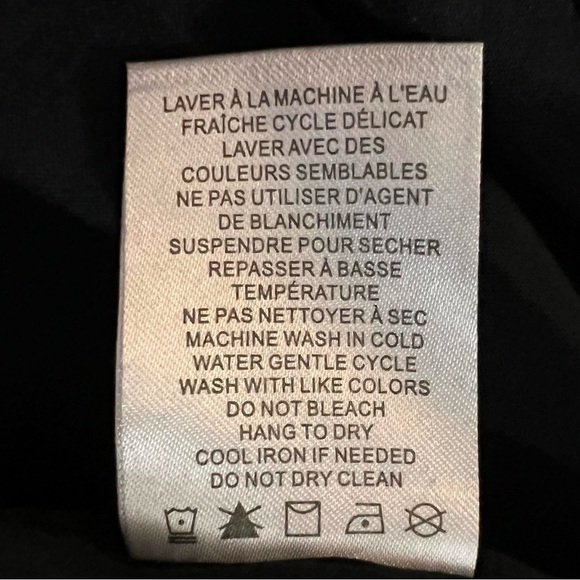 LAVER À LA MACHINE À L'EAU
FRAÎCHE CYCLE DÉLICAT
LAVER AVEC DES
COULEURS SEMBLABLES
NE PAS UTILISER D'AGENT
DE BLANCHIMENT
SUSPENDRE POUR SECHER
REPASSER À BASSE
TEMPÉRATURE
NE PAS NETTOYER À SEC
MACHINE WASH IN COLD
WATER GENTLE CYCLE
WASH WITH LIKE COLORS
DO NOT BLEACH
HANG TO DRY
COOL IRON IF NEEDED
DO NOT DRY CLEAN